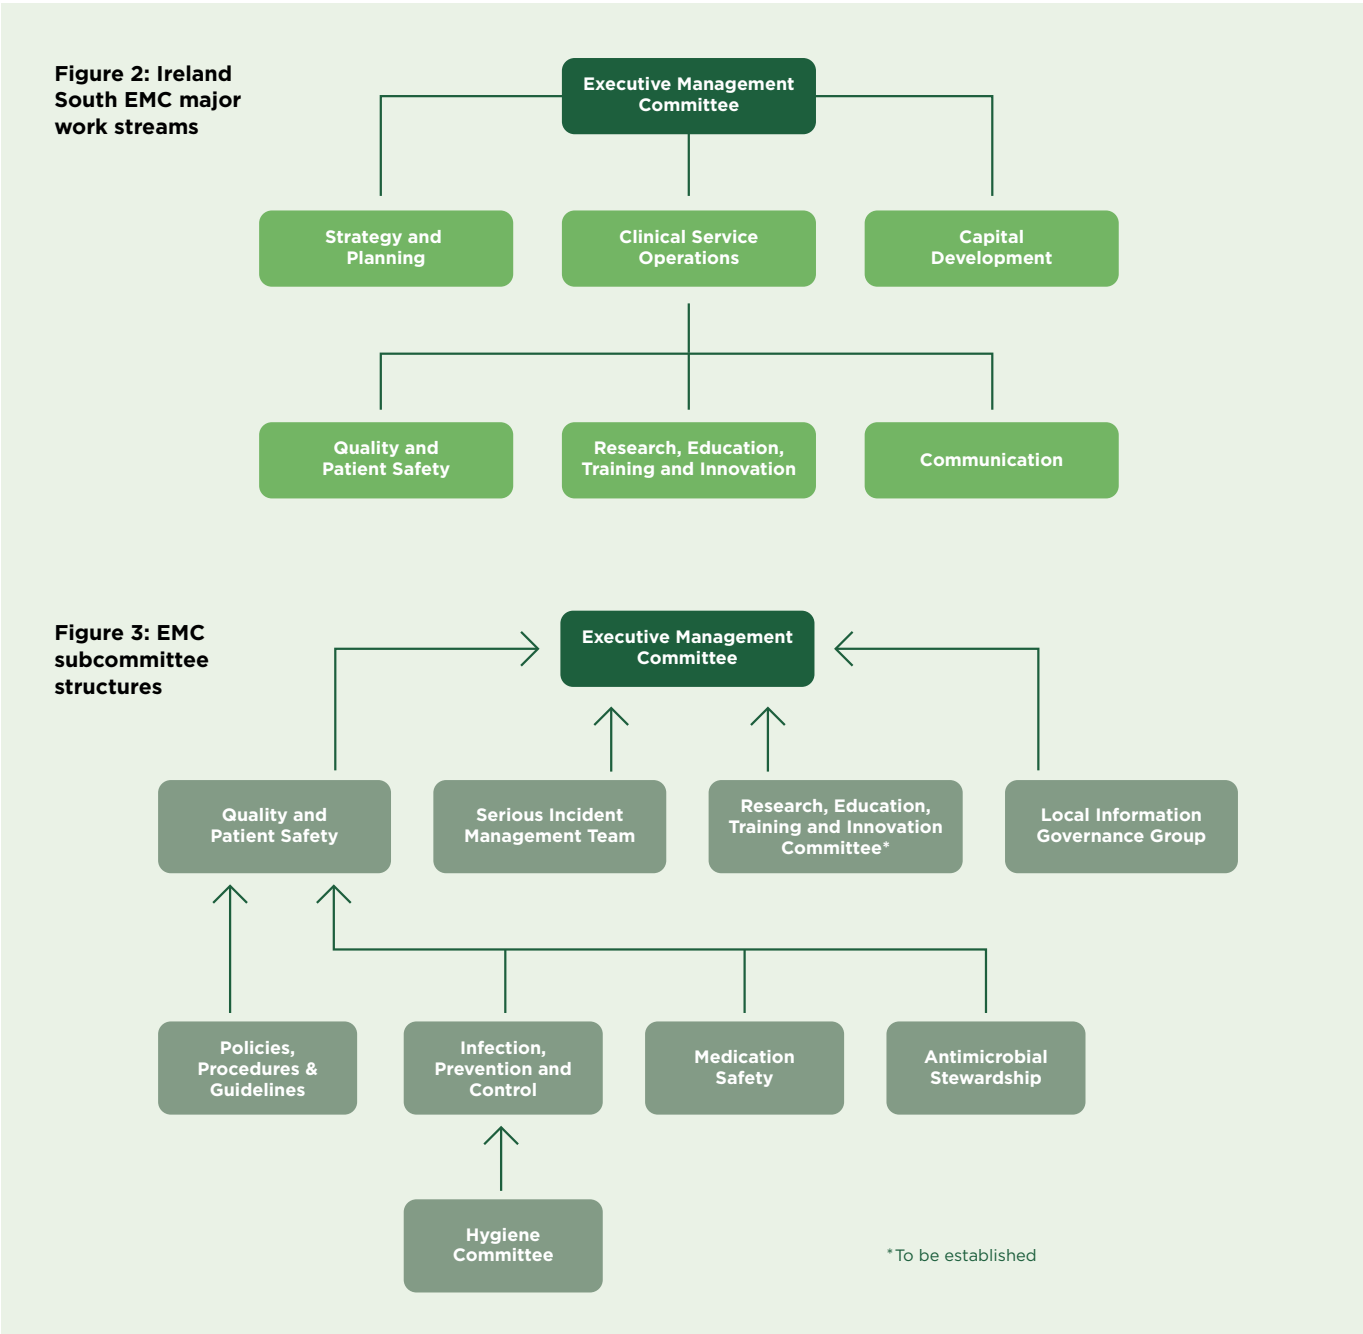 Figure 2: Ireland
South EMC major
work streams
Executive Management
Committee
Strategy and
Planning
Clinical Service
Operations
Capital
Development
Quality and
Patient Safety
Research, Education,
Training and Innovation
Communication
Figure 3: EMC
subcommittee
structures
Executive Management
Committee
Quality and
Patient Safety
Serious Incident
Management Team
Research, Education,
Training and Innovation
Committee*
Local Information
Governance Group
Policies,
Procedures &
Guidelines
Infection,
Prevention and
Control
Medication
Safety
Antimicrobial
Stewardship
Hygiene
Committee
*To be established